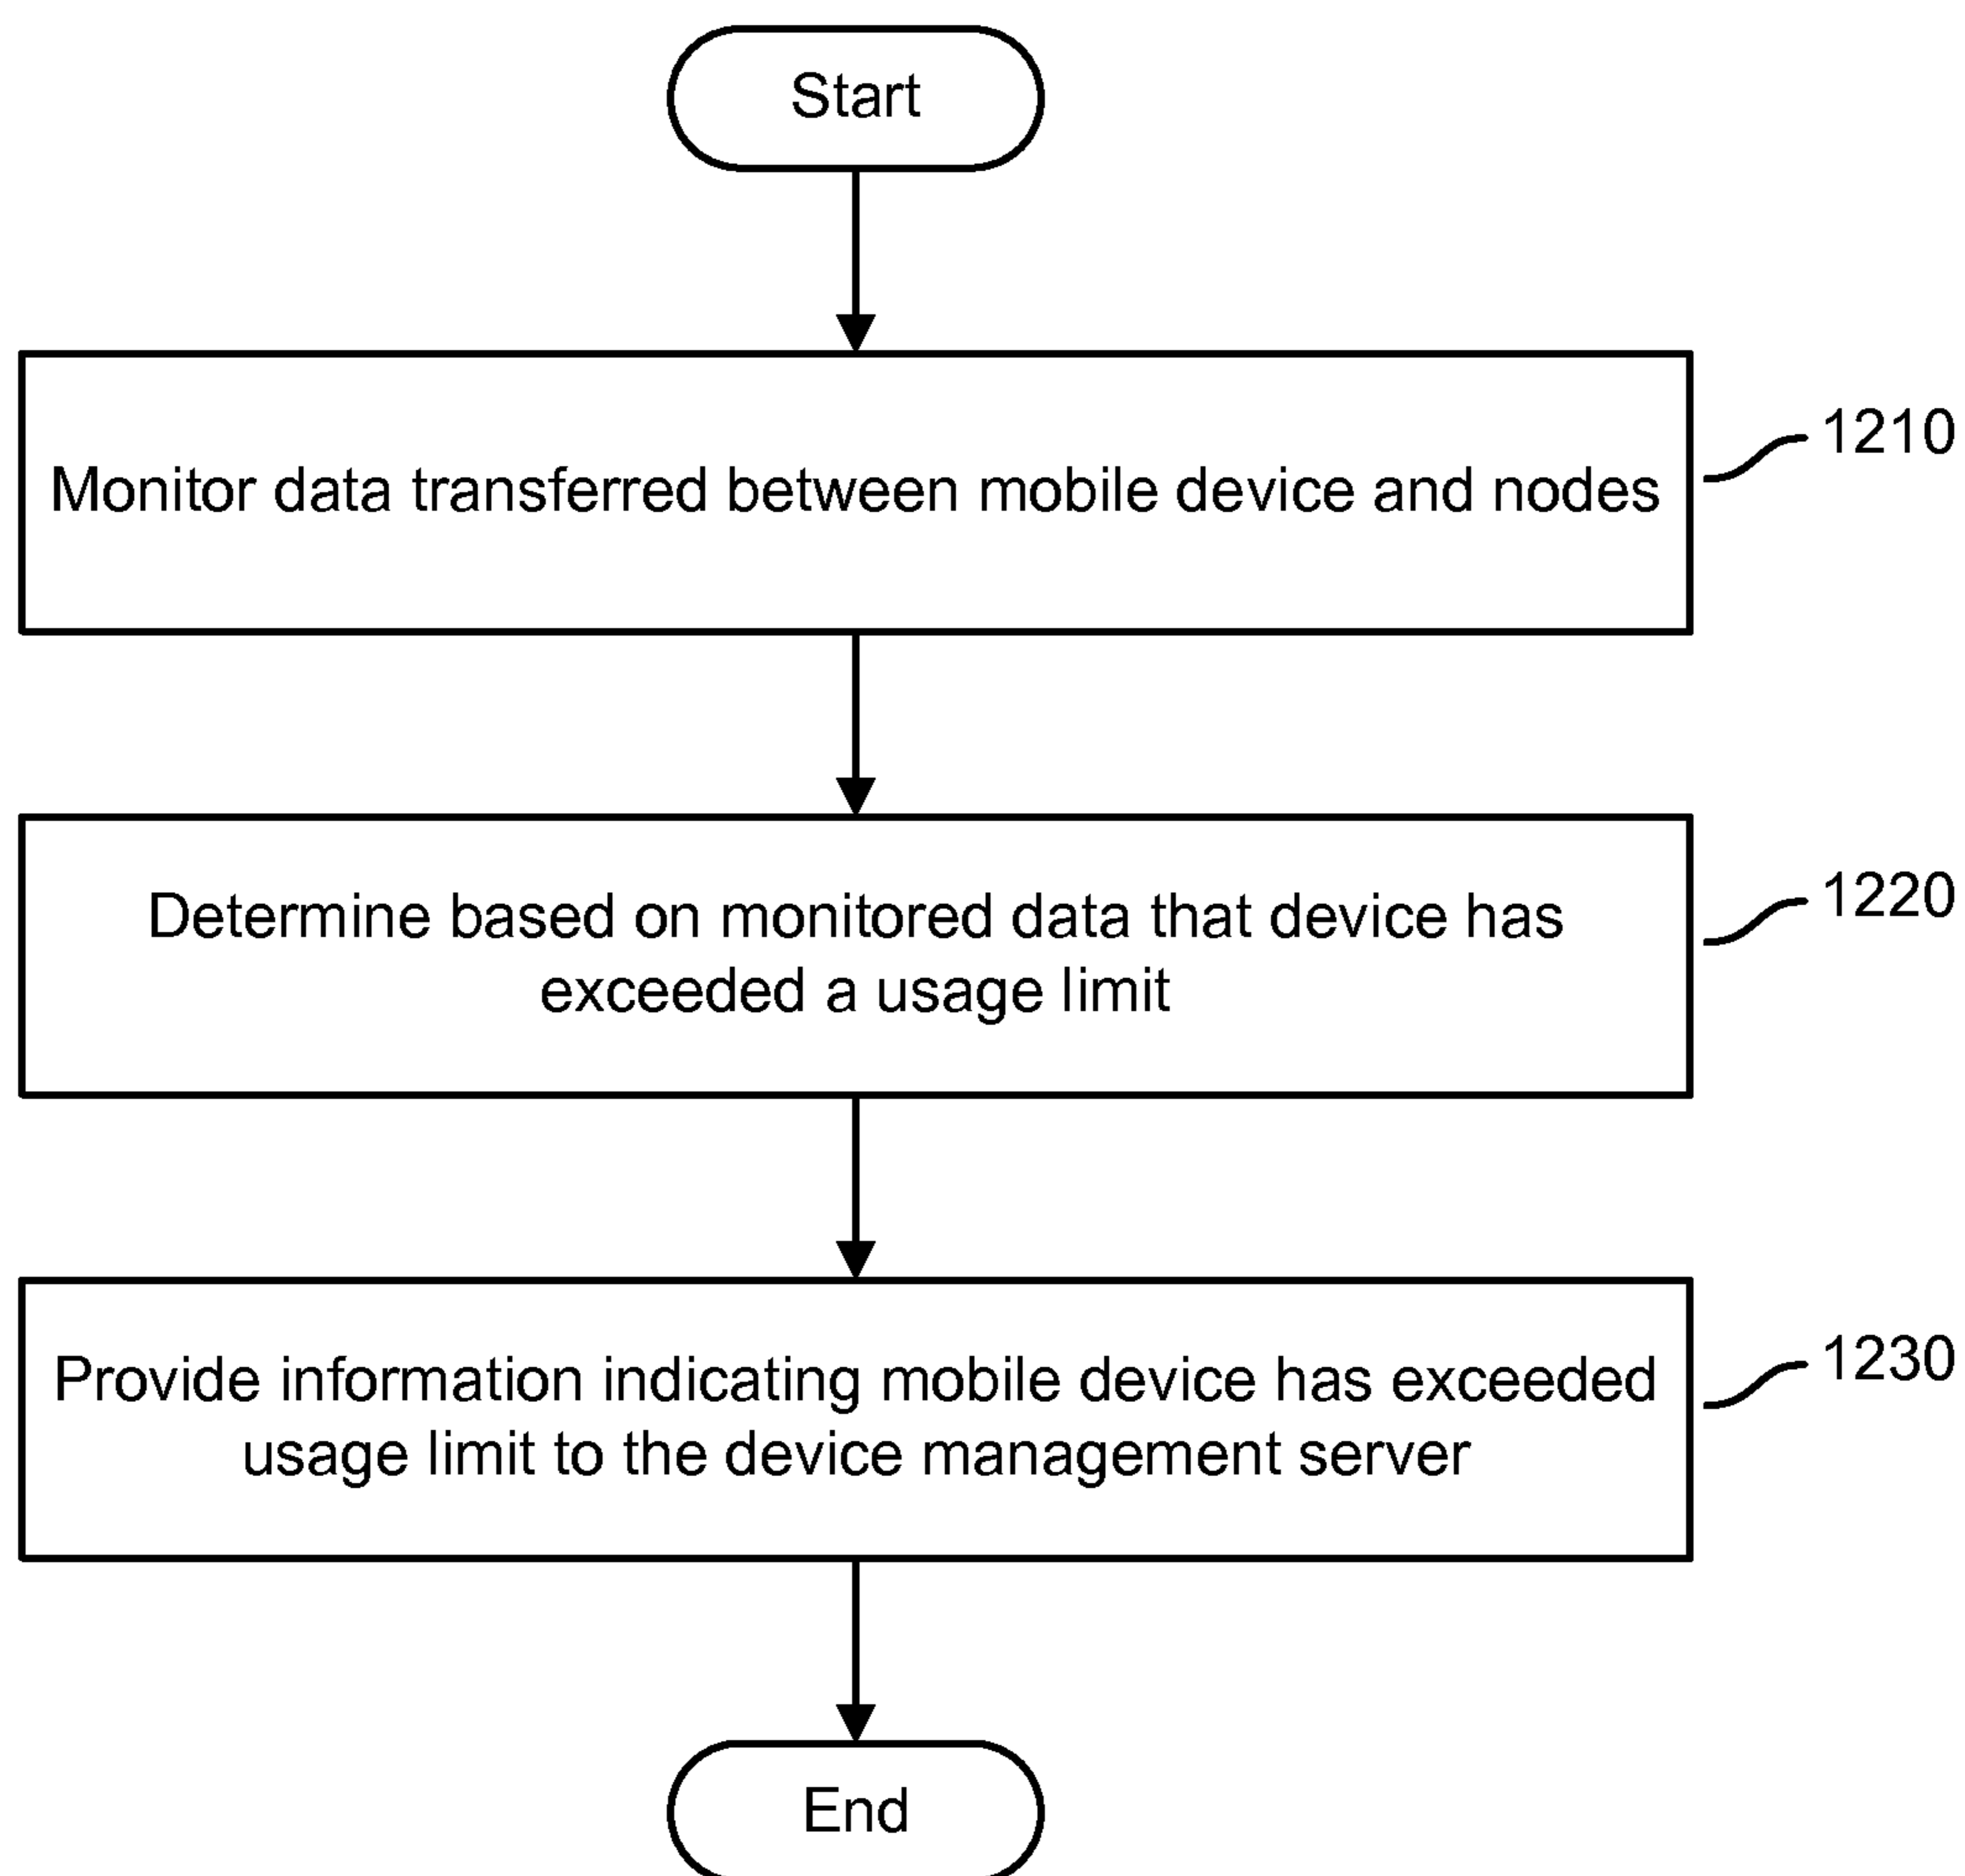 Start
Monitor data transferred between mobile device and nodes
1210
Determine based on monitored data that device has
exceeded a usage limit
1220
Provide information indicating mobile device has exceeded
usage limit to the device management server
1230
End